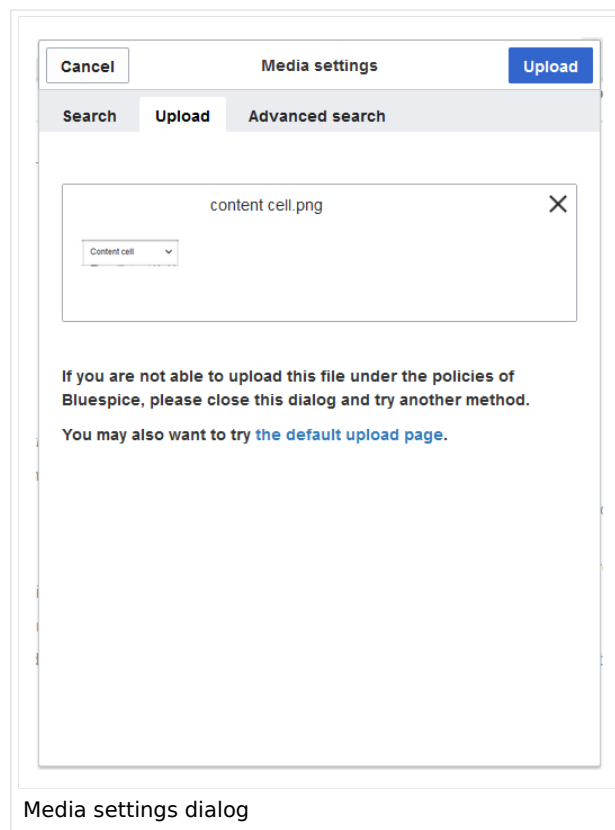 Cancel Media settings Upload
Search Upload Advanced search
content cell.png
Content cell
If you are not able to upload this file under the policies of
Bluespice, please close this dialog and try another method.
You may also want to try the default upload page.
Media settings dialog